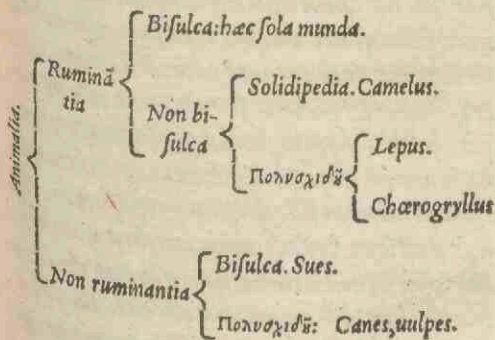 Animalia.
Ruminã
tia
Biſulca: hæc ſola munda.
Non bi-
ſulca
Solidipedia. Camelus.
Πολυσχιδῆ
Lepus.
Chœrogryllus
Non ruminantia
Biſulca. Sues.
Πολυσχιδῆ: Canes, uulpes.